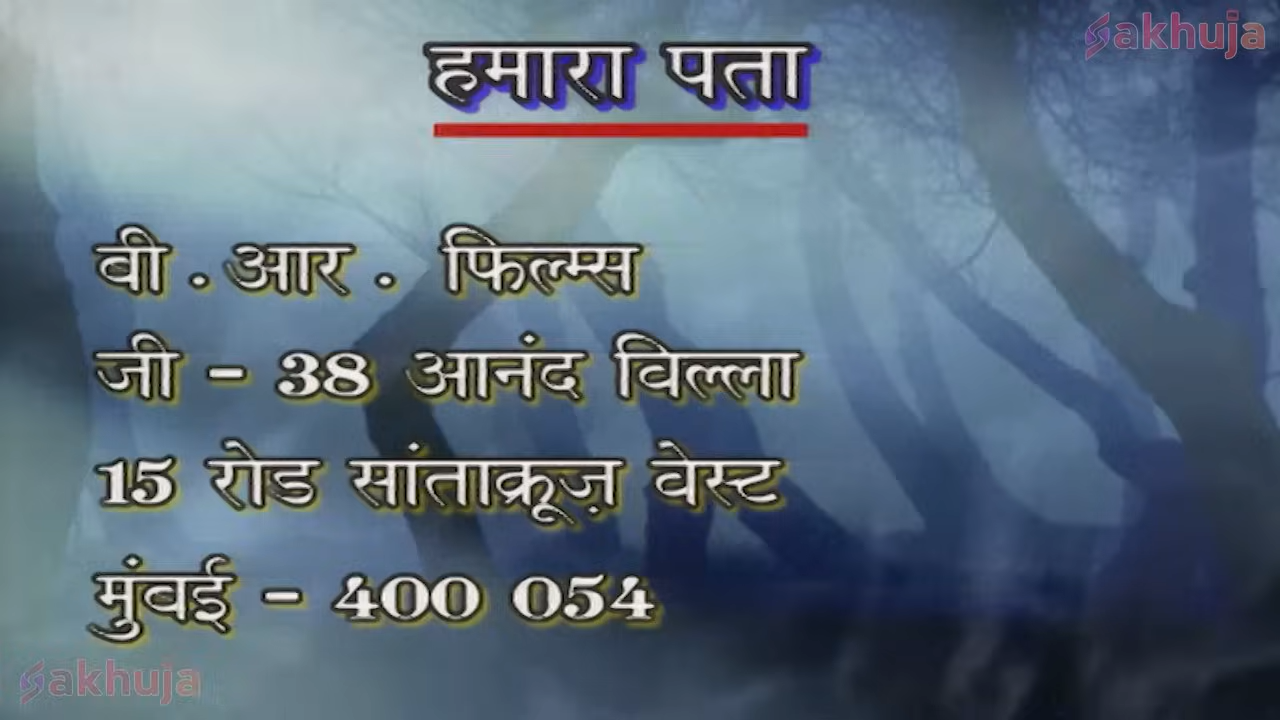 Sakhuja
हमारा पता
बी . आर . फिल्म्स
जी - 38 आनंद विल्ला
15 रोड सांताक्रूज़ वेस्ट
मुंबई - 400 054
Sakhuja